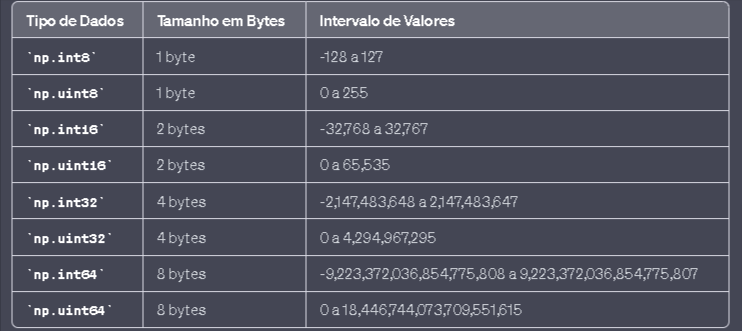 Tipo de Dados Tamanho em Bytes Intervalo de Valores
`np.int8` 1 byte -128 a 127
`np.uint8` 1 byte 0 a 255
`np.int16` 2 bytes -32,768 a 32,767
`np.uint16` 2 bytes 0 a 65,535
`np.int32` 4 bytes -2,147,483,648 a 2,147,483,647
`np.uint32` 4 bytes 0 a 4,294,967,295
`np.int64` 8 bytes -9,223,372,036,854,775,808 a 9,223,372,036,854,775,807
`np.uint64` 8 bytes 0 a 18,446,744,073,709,551,615